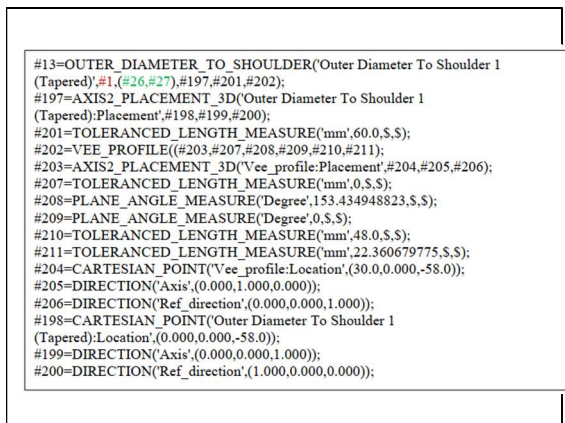 #13=OUTER_DIAMETER_TO_SHOULDER('Outer Diameter To Shoulder 1
(Tapered)',#1,(#26,#27),#197,#201,#202);
#197=AXIS2_PLACEMENT_3D('Outer Diameter To Shoulder 1
(Tapered):Placement',#198,#199,#200);
#201=TOLERANCED_LENGTH_MEASURE('mm',60.0,$,$);
#202=VEE_PROFILE((#203,#207,#208,#209,#210,#211);
#203=AXIS2_PLACEMENT_3D('Vee_profile:Placement',#204,#205,#206);
#207=TOLERANCED_LENGTH_MEASURE('mm',0,$,$);
#208=PLANE_ANGLE_MEASURE('Degree',153.434948823,$,$);
#209=PLANE_ANGLE_MEASURE('Degree',0,$,$);
#210=TOLERANCED_LENGTH_MEASURE('mm',48.0,$,$);
#211=TOLERANCED_LENGTH_MEASURE('mm',22.360679775,$,$);
#204=CARTESIAN_POINT('Vee_profile:Location',(30.0,0.000,-58.0));
#205=DIRECTION('Axis',(0.000,1.000,0.000));
#206=DIRECTION('Ref_direction',(0.000,0.000,1.000));
#198=CARTESIAN_POINT('Outer Diameter To Shoulder 1
(Tapered):Location',(0.000,0.000,-58.0));
#199=DIRECTION('Axis',(0.000,0.000,1.000));
#200=DIRECTION('Ref_direction',(1.000,0.000,0.000));